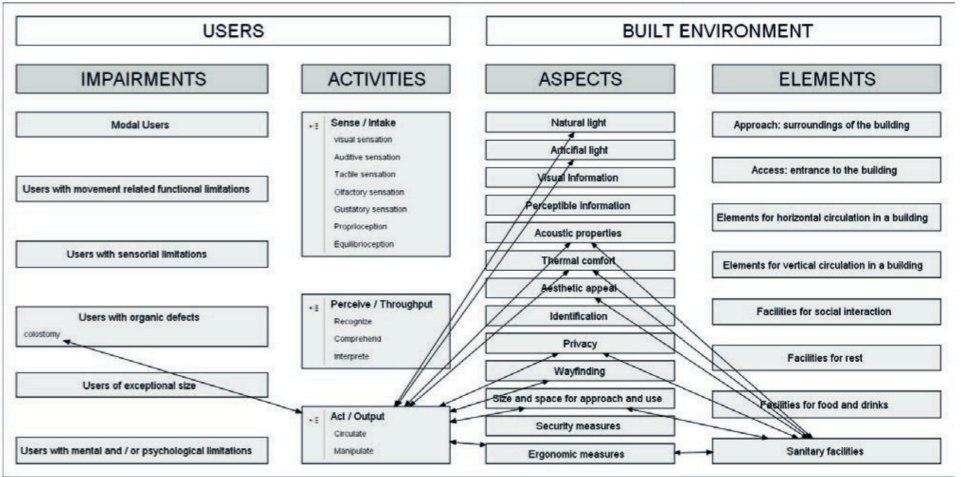 USERS
BUILT ENVIRONMENT
IMPAIRMENTS
ACTIVITIES
ASPECTS
ELEMENTS
Modal Users
Users with movement related functional limitations
Users with sensorial limitations
Users with organic defects
colostomy
Users of exceptional size
Users with mental and / or psychological limitations
Sense / Intake
visual sensation
Auditive sensation
Tactile sensation
Olfactory sensation
Gustatory sensation
Proprioception
Equilibrioception
Perceive / Throughput
Recognize
Comprehend
Interprete
Act / Output
Circulate
Manipulate
Natural light
Articifial light
Visual Information
Perceptible information
Acoustic properties
Thermal comfort
Aesthetic appeal
Identification
Privacy
Wayfinding
Size and space for approach and use
Security measures
Ergonomic measures
Approach: surroundings of the building
Access: entrance to the building
Elements for horizontal circulation in a building
Elements for vertical circulation in a building
Facilities for social interaction
Facilities for rest
Facilities for food and drinks
Sanitary facilities